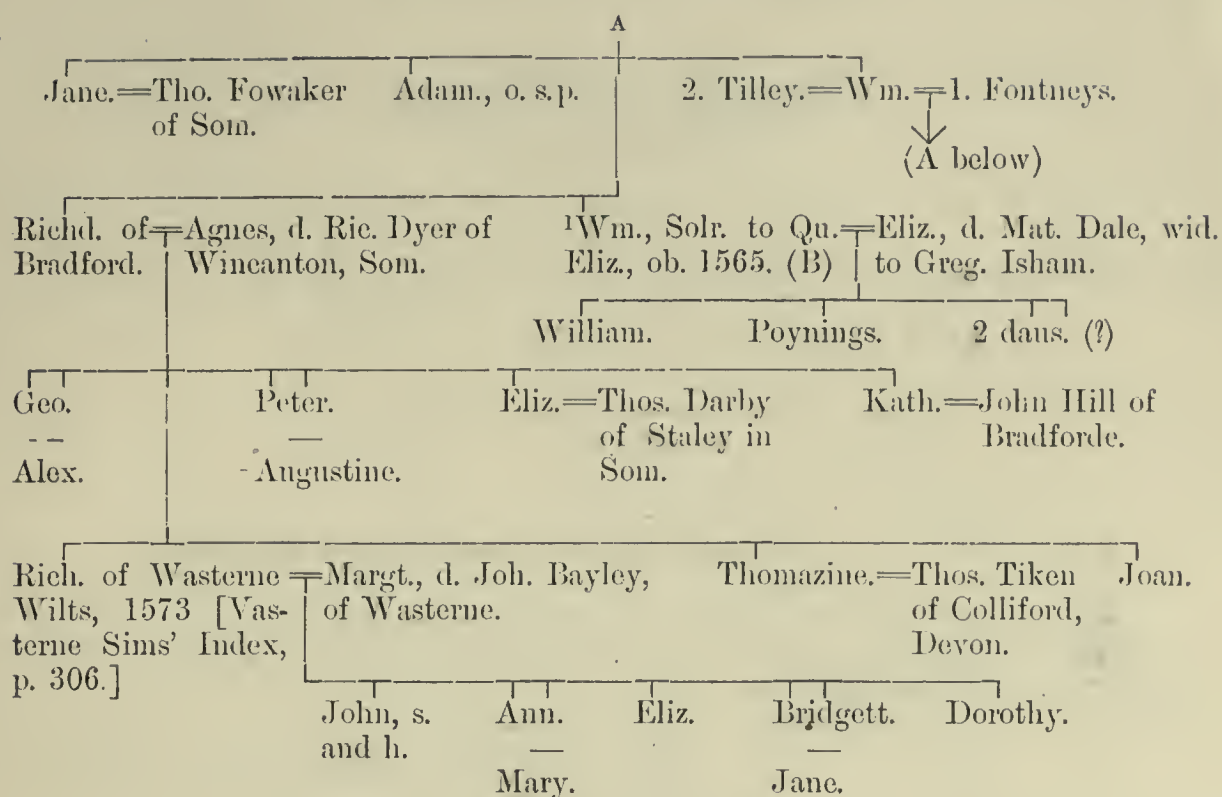 A
Jane.=Tho. Fowaker Adam., o. s. p. 2. Tilley.=Wm.=1. Fontneys.
of Som.
(A below)
Richd. of=Agnes, d. Ric. Dyer of ¹Wm., Solr. to Qu.=Eliz., d. Mat. Dale, wid.
Bradford. Wincanton, Som. Eliz., ob. 1565. (B) to Greg. Isham.
William. Poynings. 2 daus. (?)
Geo. Peter. Eliz.=Thos. Darby Kath.=John Hill of
-- — of Staley in Bradforde.
Alex. Augustine. Som.
Rich. of Wasterne=Margt., d. Joh. Bayley, Thomazine.=Thos. Tiken Joan.
Wilts, 1573 [Vas- of Wasterne. of Colliford,
terne Sims' Index, Devon.
p. 306.]
John, s. Ann. Eliz. Bridgett. Dorothy.
and h. — —
Mary. Jane.